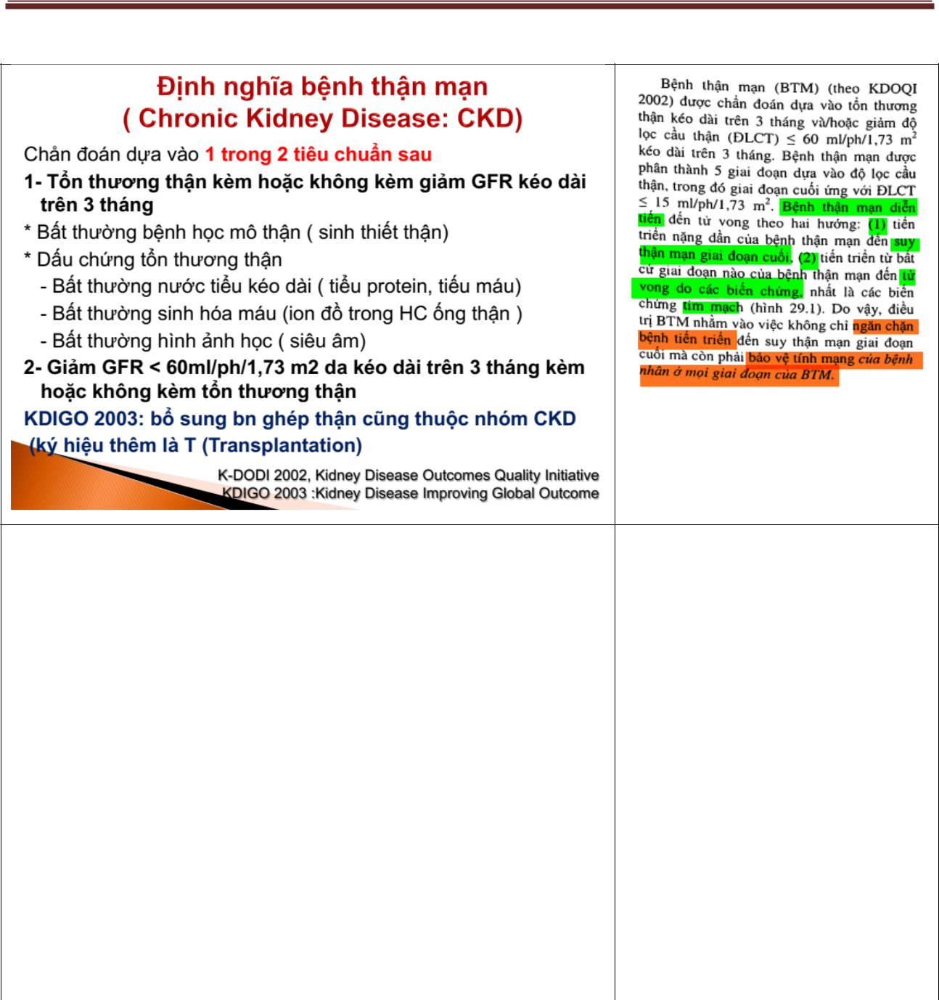 Định nghĩa bệnh thận mạn
( Chronic Kidney Disease: CKD)
Chẩn đoán dựa vào 1 trong 2 tiêu chuẩn sau
1- Tổn thương thận kèm hoặc không kèm giảm GFR kéo dài
trên 3 tháng
* Bất thường bệnh học mô thận ( sinh thiết thận)
* Dấu chứng tổn thương thận
- Bất thường nước tiểu kéo dài ( tiểu protein, tiếu máu)
- Bất thường sinh hóa máu (ion đồ trong HC ống thận )
- Bất thường hình ảnh học ( siêu âm)
2- Giảm GFR < 60ml/ph/1,73 m2 da kéo dài trên 3 tháng kèm
hoặc không kèm tổn thương thận
KDIGO 2003: bổ sung bn ghép thận cũng thuộc nhóm CKD
(ký hiệu thêm là T (Transplantation)
K-DODI 2002, Kidney Disease Outcomes Quality Initiative
KDIGO 2003 :Kidney Disease Improving Global Outcome
Bệnh thận mạn (BTM) (theo KDOQI
2002) được chẩn đoán dựa vào tổn thương
thận kéo dài trên 3 tháng và/hoặc giảm độ
lọc cầu thận (ĐLCT) ≤ 60 ml/ph/1,73 m²
kéo dài trên 3 tháng. Bệnh thận mạn được
phân thành 5 giai đoạn dựa vào độ lọc cầu
thận, trong đó giai đoạn cuối ứng với ĐLCT
≤ 15 ml/ph/1,73 m². Bệnh thận mạn diễn
tiến đến tử vong theo hai hướng: (1) tiến
triển nặng dần của bệnh thận mạn đến suy
thận mạn giai đoạn cuối, (2) tiến triển từ bất
cứ giai đoạn nào của bệnh thận mạn đến tử
vong do các biến chứng, nhất là các biến
chứng tim mạch (hình 29.1). Do vậy, điều
trị BTM nhằm vào việc không chỉ ngăn chặn
bệnh tiến triển đến suy thận mạn giai đoạn
cuối mà còn phải bảo vệ tính mạng của bệnh
nhân ở mọi giai đoạn của BTM.